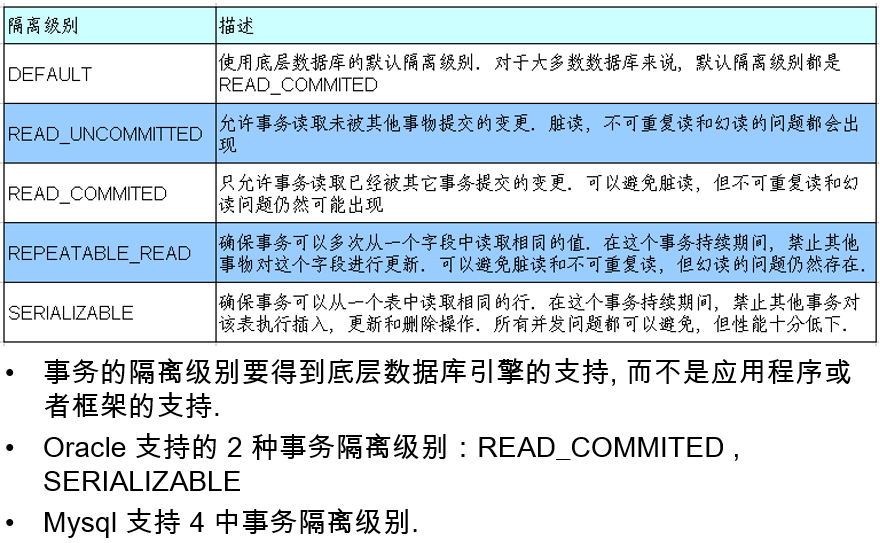 隔离级别 描述
DEFAULT 使用底层数据库的默认隔离级别. 对于大多数数据库来说, 默认隔离级别都是
READ_COMMITED
READ_UNCOMMITTED 允许事务读取未被其他事物提交的变更. 脏读, 不可重复读和幻读的问题都会出
现
READ_COMMITED 只允许事务读取已经被其它事务提交的变更. 可以避免脏读, 但不可重复读和幻
读问题仍然可能出现
REPEATABLE_READ 确保事务可以多次从一个字段中读取相同的值. 在这个事务持续期间, 禁止其他
事物对这个字段进行更新. 可以避免脏读和不可重复读, 但幻读的问题仍然存在.
SERIALIZABLE 确保事务可以从一个表中读取相同的行. 在这个事务持续期间, 禁止其他事务对
该表执行插入, 更新和删除操作. 所有并发问题都可以避免, 但性能十分低下.
• 事务的隔离级别要得到底层数据库引擎的支持, 而不是应用程序或
者框架的支持.
• Oracle 支持的 2 种事务隔离级别：READ_COMMITED ,
SERIALIZABLE
• Mysql 支持 4 中事务隔离级别.